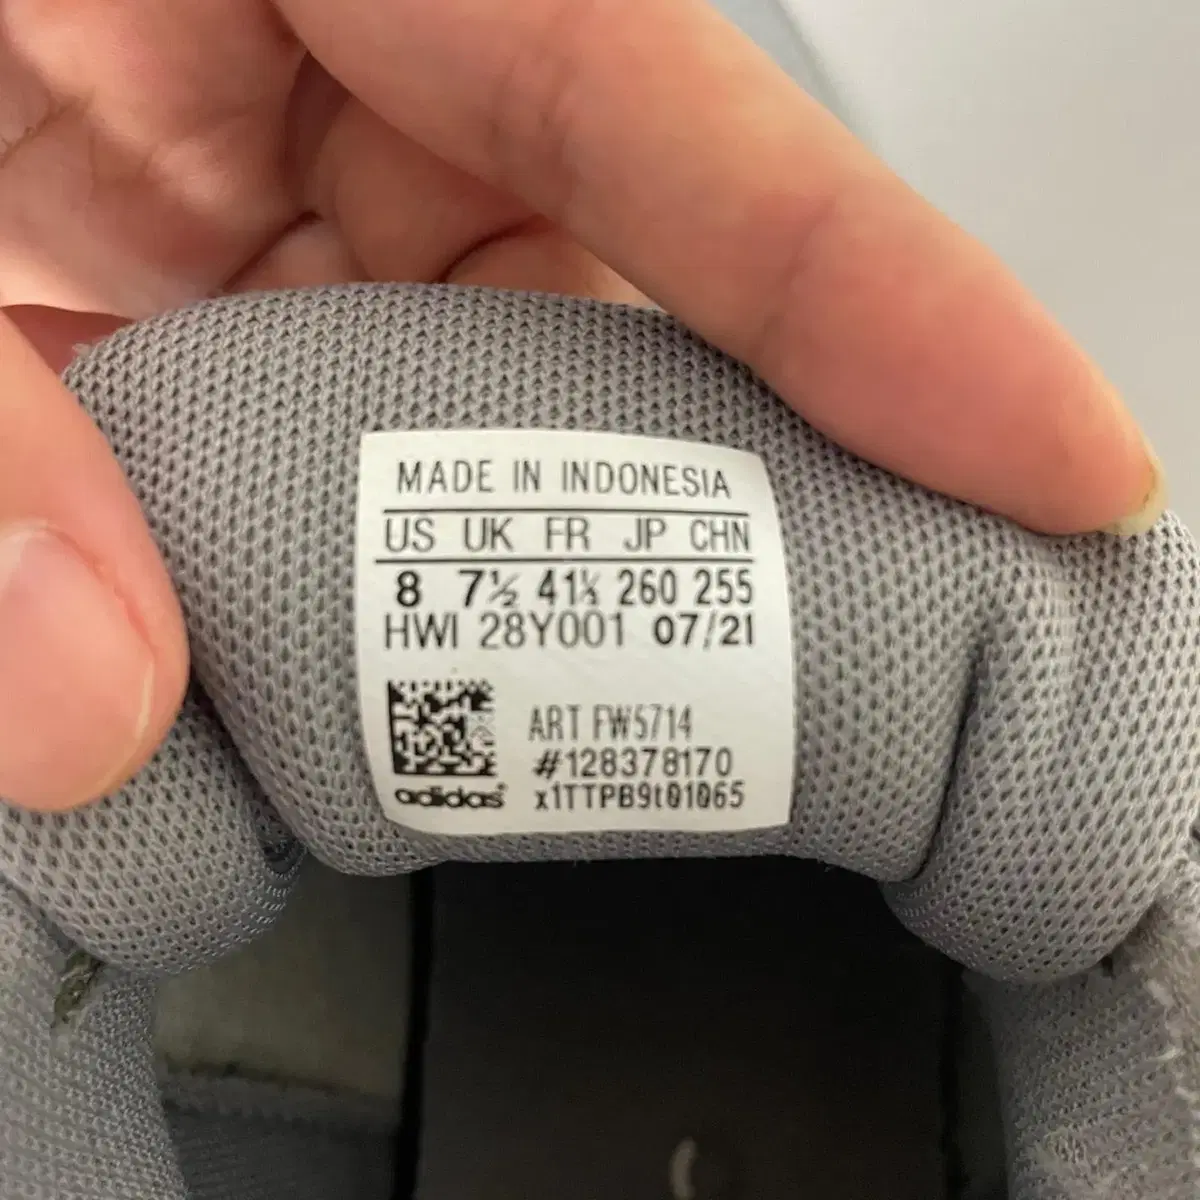 MADE IN INDONESIA
US UK FR JP CHN
8 7½ 41⅓ 260 255
HWI 28Y001 07/21
ART FW5714
#128378170
adidas x1TTPB9t01065